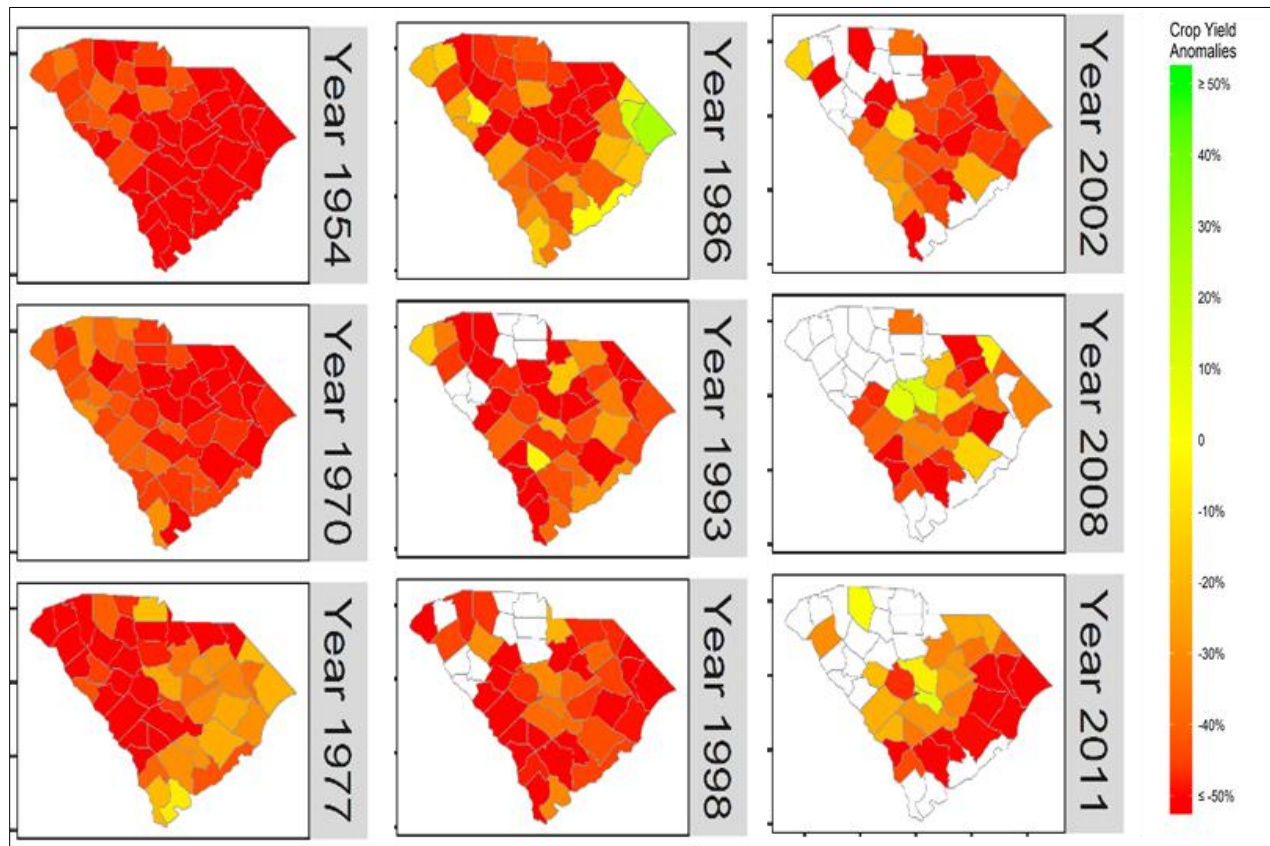 Year 1954
Year 1986
Year 2002
Year 1970
Year 1993
Year 2008
Year 1977
Year 1998
Year 2011
Crop Yield
Anomalies
≥ 50%
40%
30%
20%
10%
0
-10%
-20%
-30%
-40%
≤ -50%